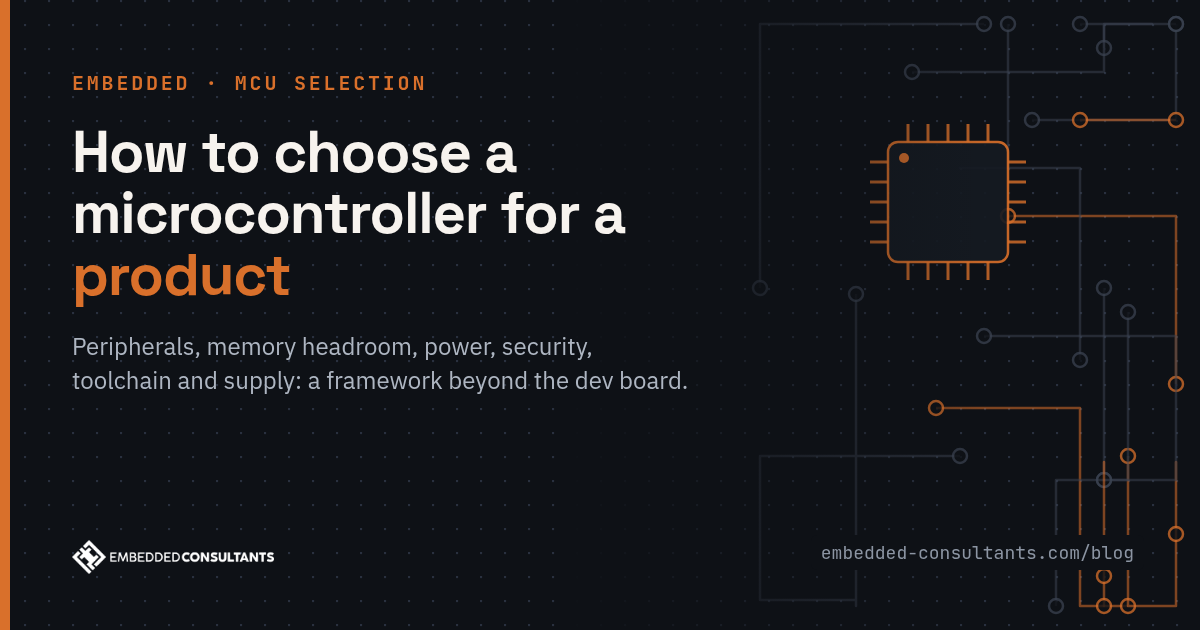 EMBEDDED · MCU SELECTION
How to choose a
microcontroller for a
product
Peripherals, memory headroom, power, security,
toolchain and supply: a framework beyond the dev board.
EMBEDDEDCONSULTANTS
embedded-consultants.com/blog